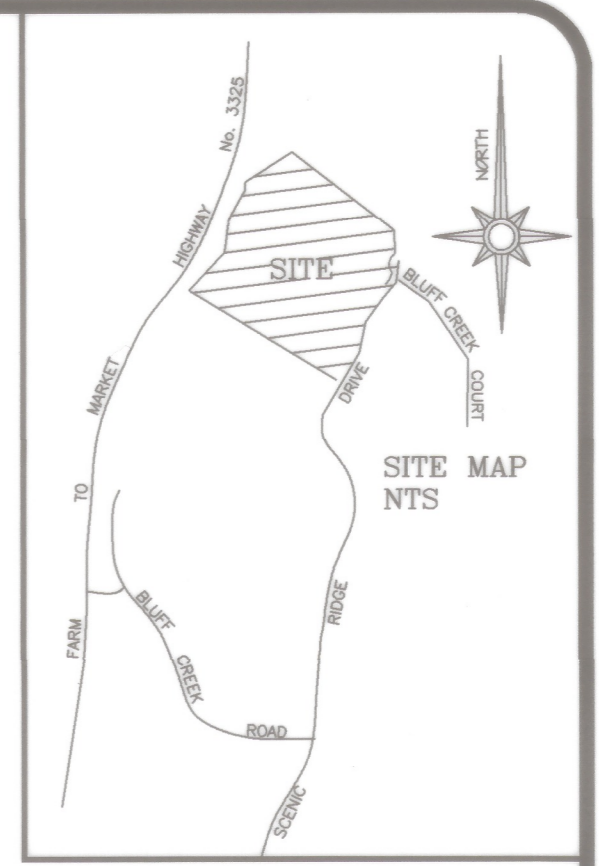 FARM TO MARKET HIGHWAY No. 3325
NORTH
SITE
BLUFF CREEK COURT
SITE MAP
NTS
BLUFF CREEK ROAD
SCENIC RIDGE DRIVE